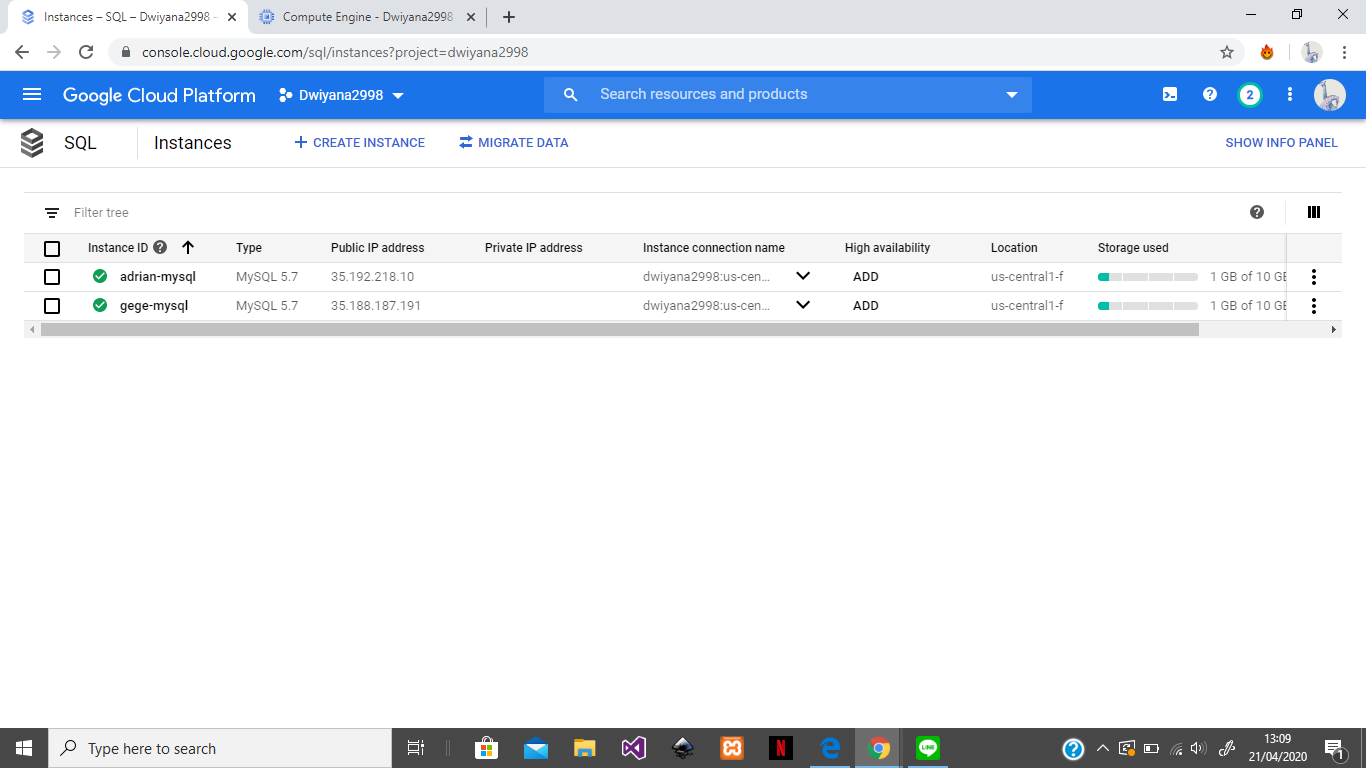 Instances – SQL – Dwiyana2998 –
Compute Engine - Dwiyana2998
console.cloud.google.com/sql/instances?project=dwiyana2998
Google Cloud Platform
Dwiyana2998
Search resources and products
2
SQL
Instances
CREATE INSTANCE
MIGRATE DATA
SHOW INFO PANEL
Filter tree
Instance ID Type Public IP address Private IP address Instance connection name High availability Location Storage used
adrian-mysql MySQL 5.7 35.192.218.10 dwiyana2998:us-cen... ADD us-central1-f 1 GB of 10 GB
gege-mysql MySQL 5.7 35.188.187.191 dwiyana2998:us-cen... ADD us-central1-f 1 GB of 10 GB
Type here to search
N
LINE
13:09
21/04/2020
1